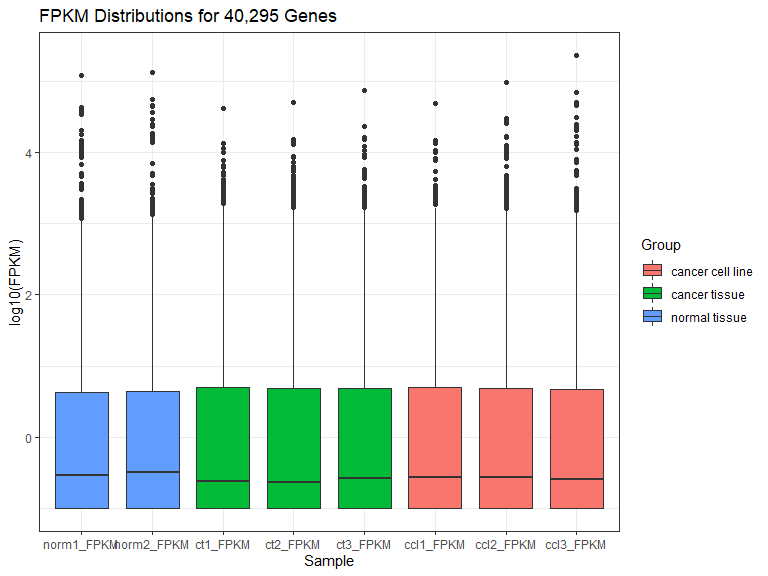 FPKM Distributions for 40,295 Genes
log10(FPKM )
4
2
0
norm1_FPKM norm2_FPKM ct1_FPKM ct2_FPKM ct3_FPKM ccl1_FPKM ccl2_FPKM ccl3_FPKM
Sample
Group
cancer cell line
cancer tissue
normal tissue